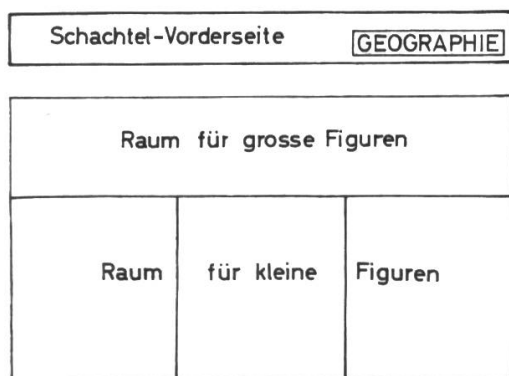 Schachtel-Vorderseite GEOGRAPHIE
Raum für grosse Figuren
Raum für kleine Figuren